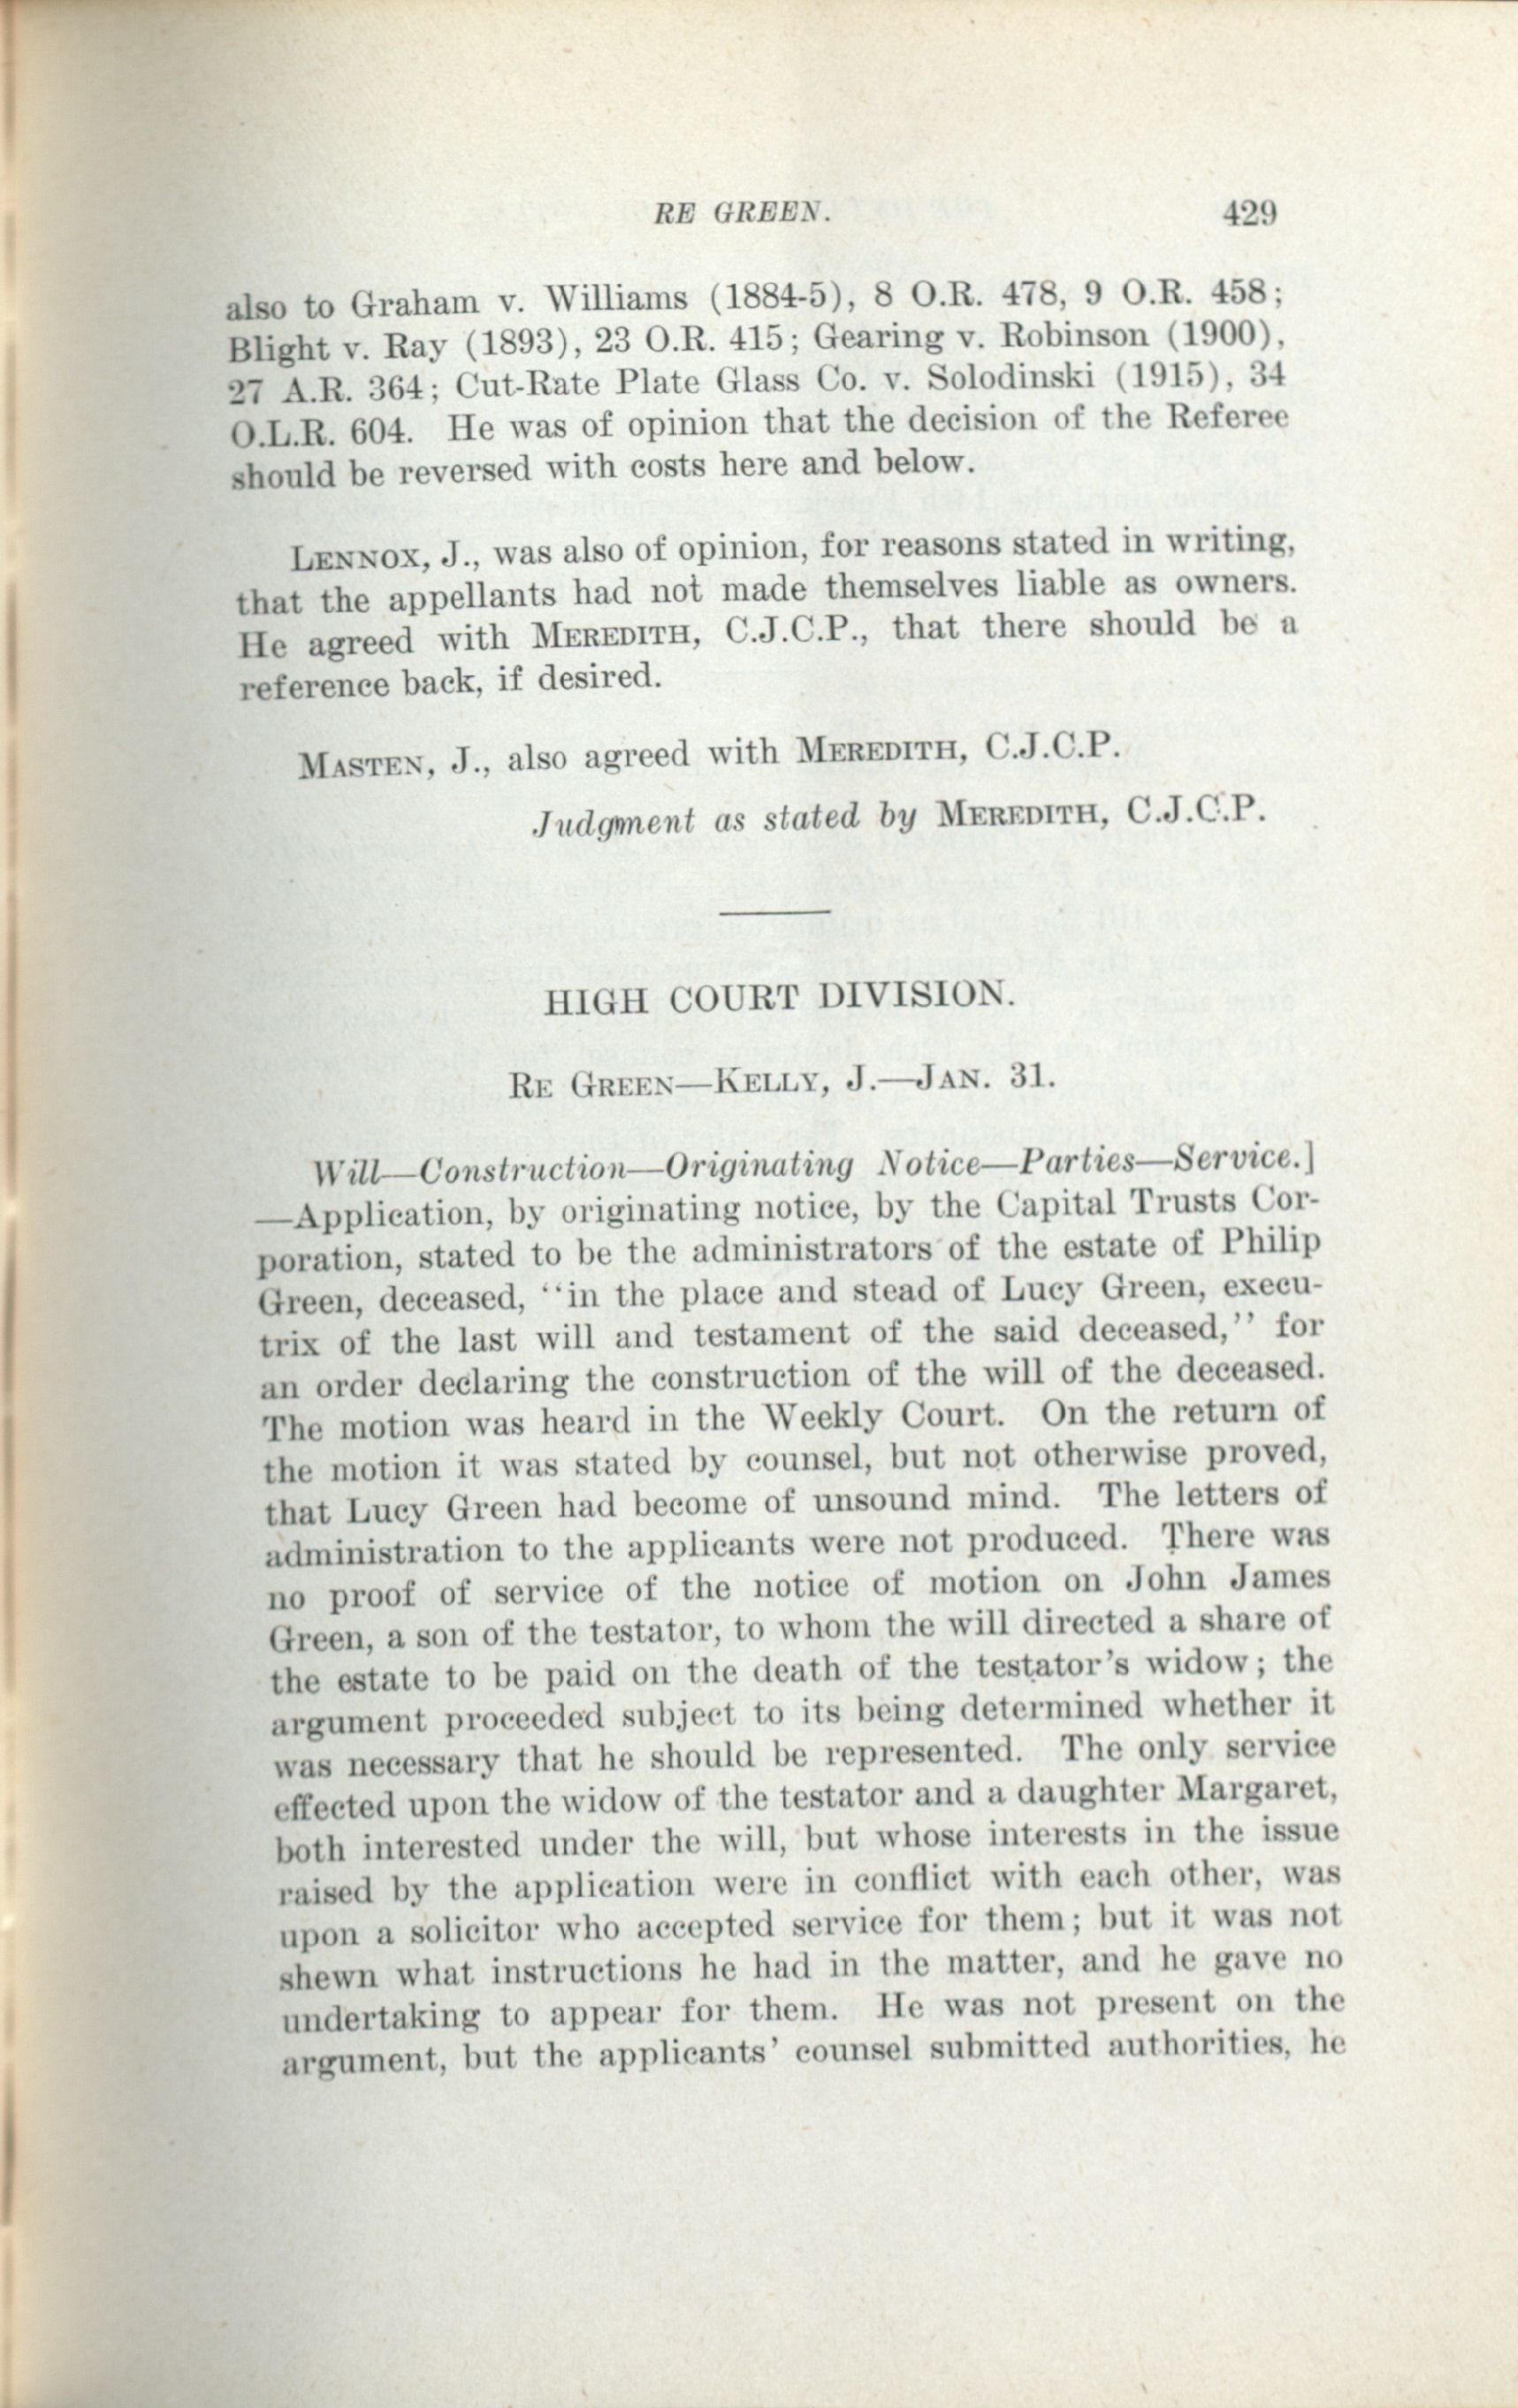 RE GREEN. 429
also to Graham v. Williams (1884-5), 8 O.R. 478, 9 O.R. 458;
Blight v. Ray (1893), 23 O.R. 415; Gearing v. Robinson (1900),
27 A.R. 364; Cut-Rate Plate Glass Co. v. Solodinski (1915), 34
O.L.R. 604. He was of opinion that the decision of the Referee
should be reversed with costs here and below.
LENNOX, J., was also of opinion, for reasons stated in writing,
that the appellants had not made themselves liable as owners.
He agreed with MEREDITH, C.J.C.P., that there should be a
reference back, if desired.
MASTEN, J., also agreed with MEREDITH, C.J.C.P.
Judgment as stated by MEREDITH, C.J.C.P.
HIGH COURT DIVISION.
RE GREEN—KELLY, J.—JAN. 31.
Will—Construction—Originating Notice—Parties—Service.]
—Application, by originating notice, by the Capital Trusts Cor-
poration, stated to be the administrators of the estate of Philip
Green, deceased, "in the place and stead of Lucy Green, execu-
trix of the last will and testament of the said deceased," for
an order declaring the construction of the will of the deceased.
The motion was heard in the Weekly Court. On the return of
the motion it was stated by counsel, but not otherwise proved,
that Lucy Green had become of unsound mind. The letters of
administration to the applicants were not produced. There was
no proof of service of the notice of motion on John James
Green, a son of the testator, to whom the will directed a share of
the estate to be paid on the death of the testator's widow; the
argument proceeded subject to its being determined whether it
was necessary that he should be represented. The only service
effected upon the widow of the testator and a daughter Margaret,
both interested under the will, but whose interests in the issue
raised by the application were in conflict with each other, was
upon a solicitor who accepted service for them; but it was not
shewn what instructions he had in the matter, and he gave no
undertaking to appear for them. He was not present on the
argument, but the applicants' counsel submitted authorities, he